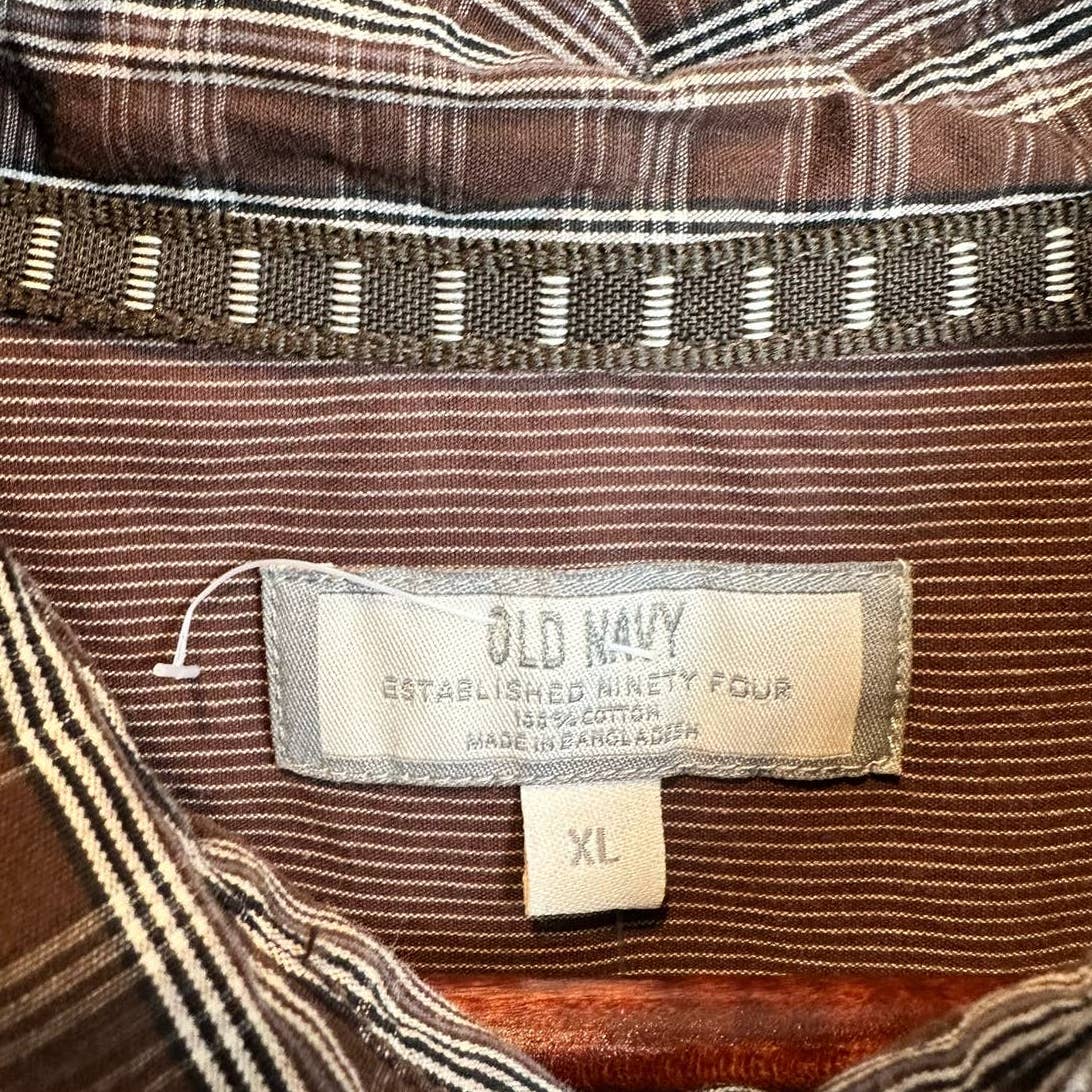 OLD NAVY
ESTABLISHED NINETY FOUR
100% COTTON
MADE IN BANGLADESH
XL